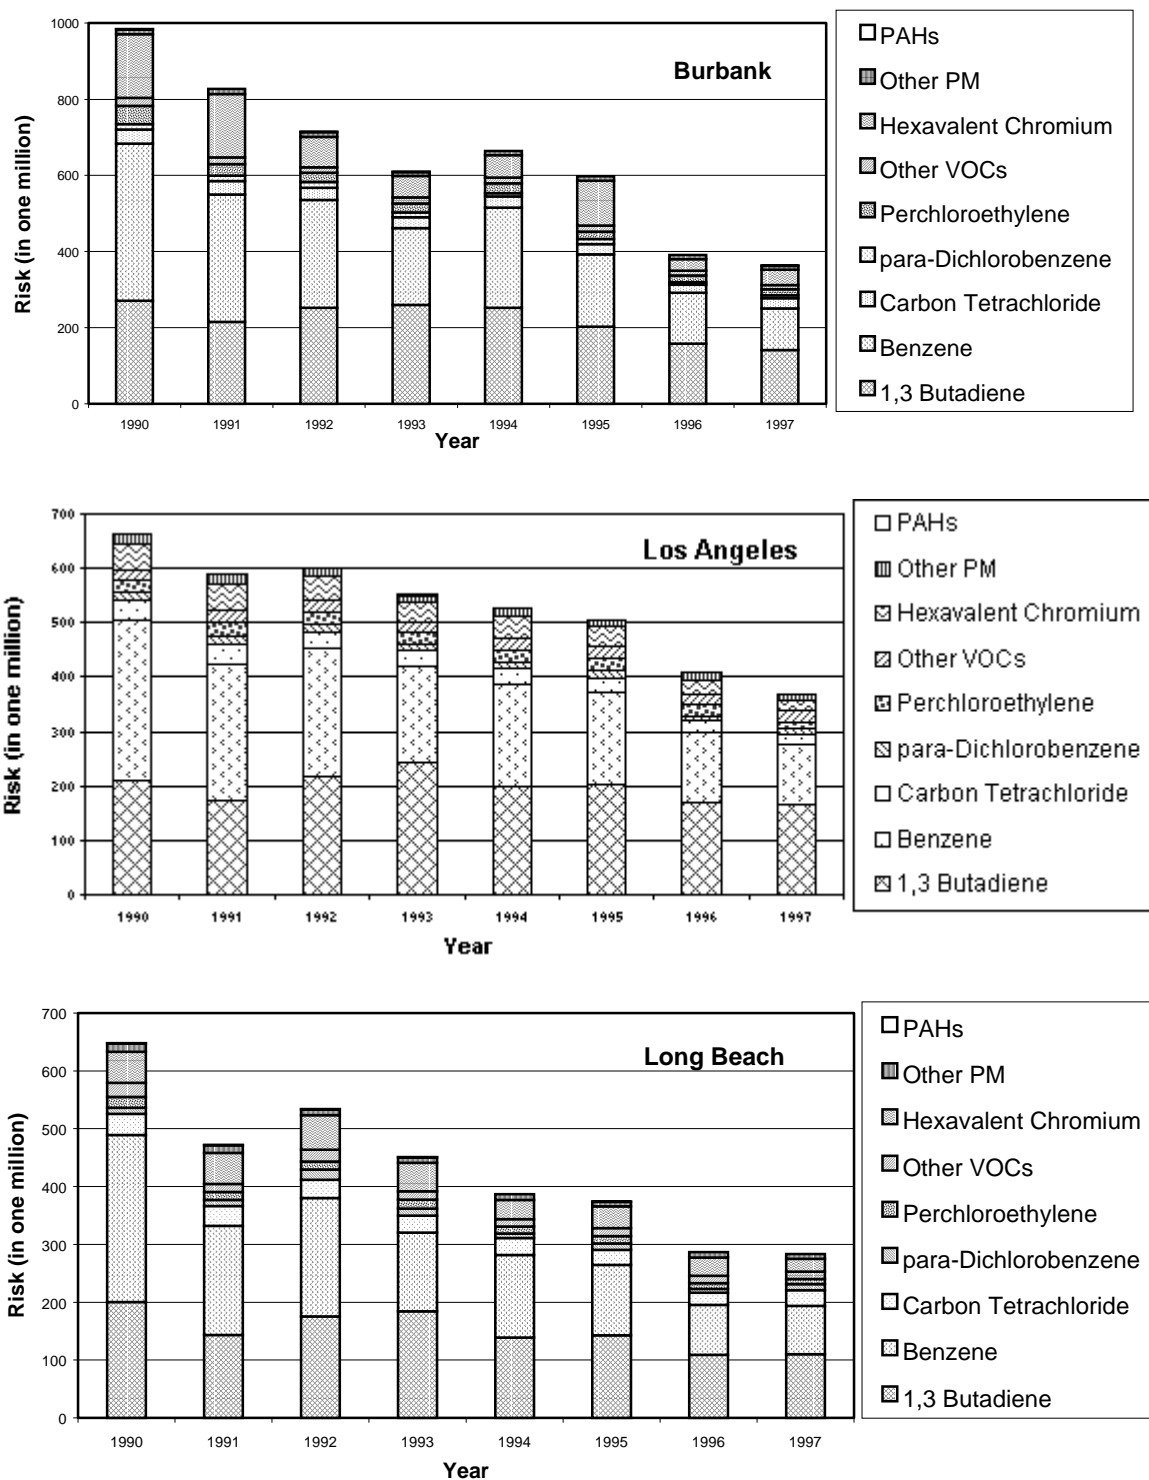 1000
800
600
400
200
0
Risk (in one million)
Burbank
1990 1991 1992 1993 1994 1995 1996 1997
Year
PAHs
Other PM
Hexavalent Chromium
Other VOCs
Perchloroethylene
para-Dichlorobenzene
Carbon Tetrachloride
Benzene
1,3 Butadiene
700
600
500
400
300
200
100
0
Risk (in one million)
Los Angeles
1990 1991 1992 1993 1994 1995 1996 1997
Year
PAHs
Other PM
Hexavalent Chromium
Other VOCs
Perchloroethylene
para-Dichlorobenzene
Carbon Tetrachloride
Benzene
1,3 Butadiene
700
600
500
400
300
200
100
0
Risk (in one million)
Long Beach
1990 1991 1992 1993 1994 1995 1996 1997
Year
PAHs
Other PM
Hexavalent Chromium
Other VOCs
Perchloroethylene
para-Dichlorobenzene
Carbon Tetrachloride
Benzene
1,3 Butadiene